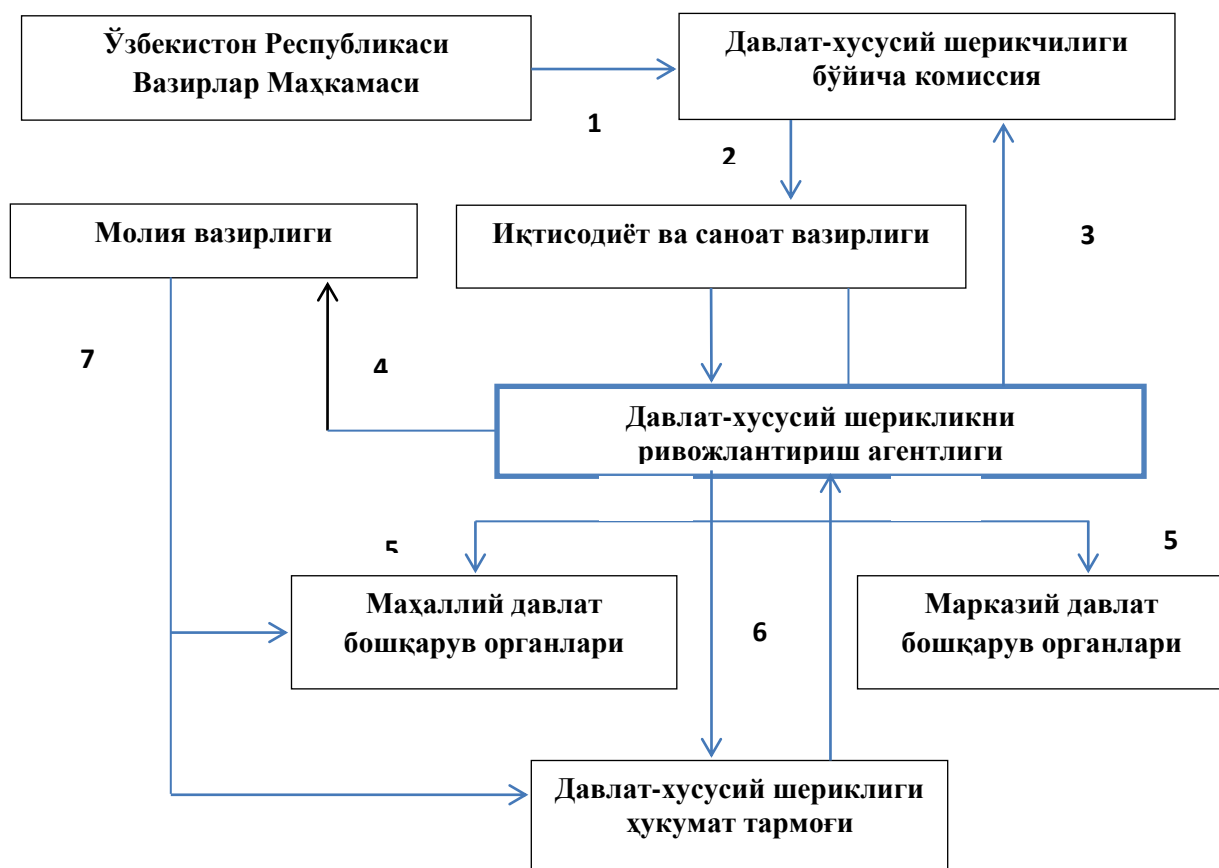 Ўзбекистон Республикаси
Вазирлар Маҳкамаси
Давлат-хусусий шерикчилиги
бўйича комиссия
1
2
Молия вазирлиги
Иқтисодиёт ва саноат вазирлиги
3
7
4
Давлат-хусусий шерикликни
ривожлантириш агентлиги
5
5
Маҳаллий давлат
бошқарув органлари
6
Марказий давлат
бошқарув органлари
Давлат-хусусий шериклиги
ҳукумат тармоғи